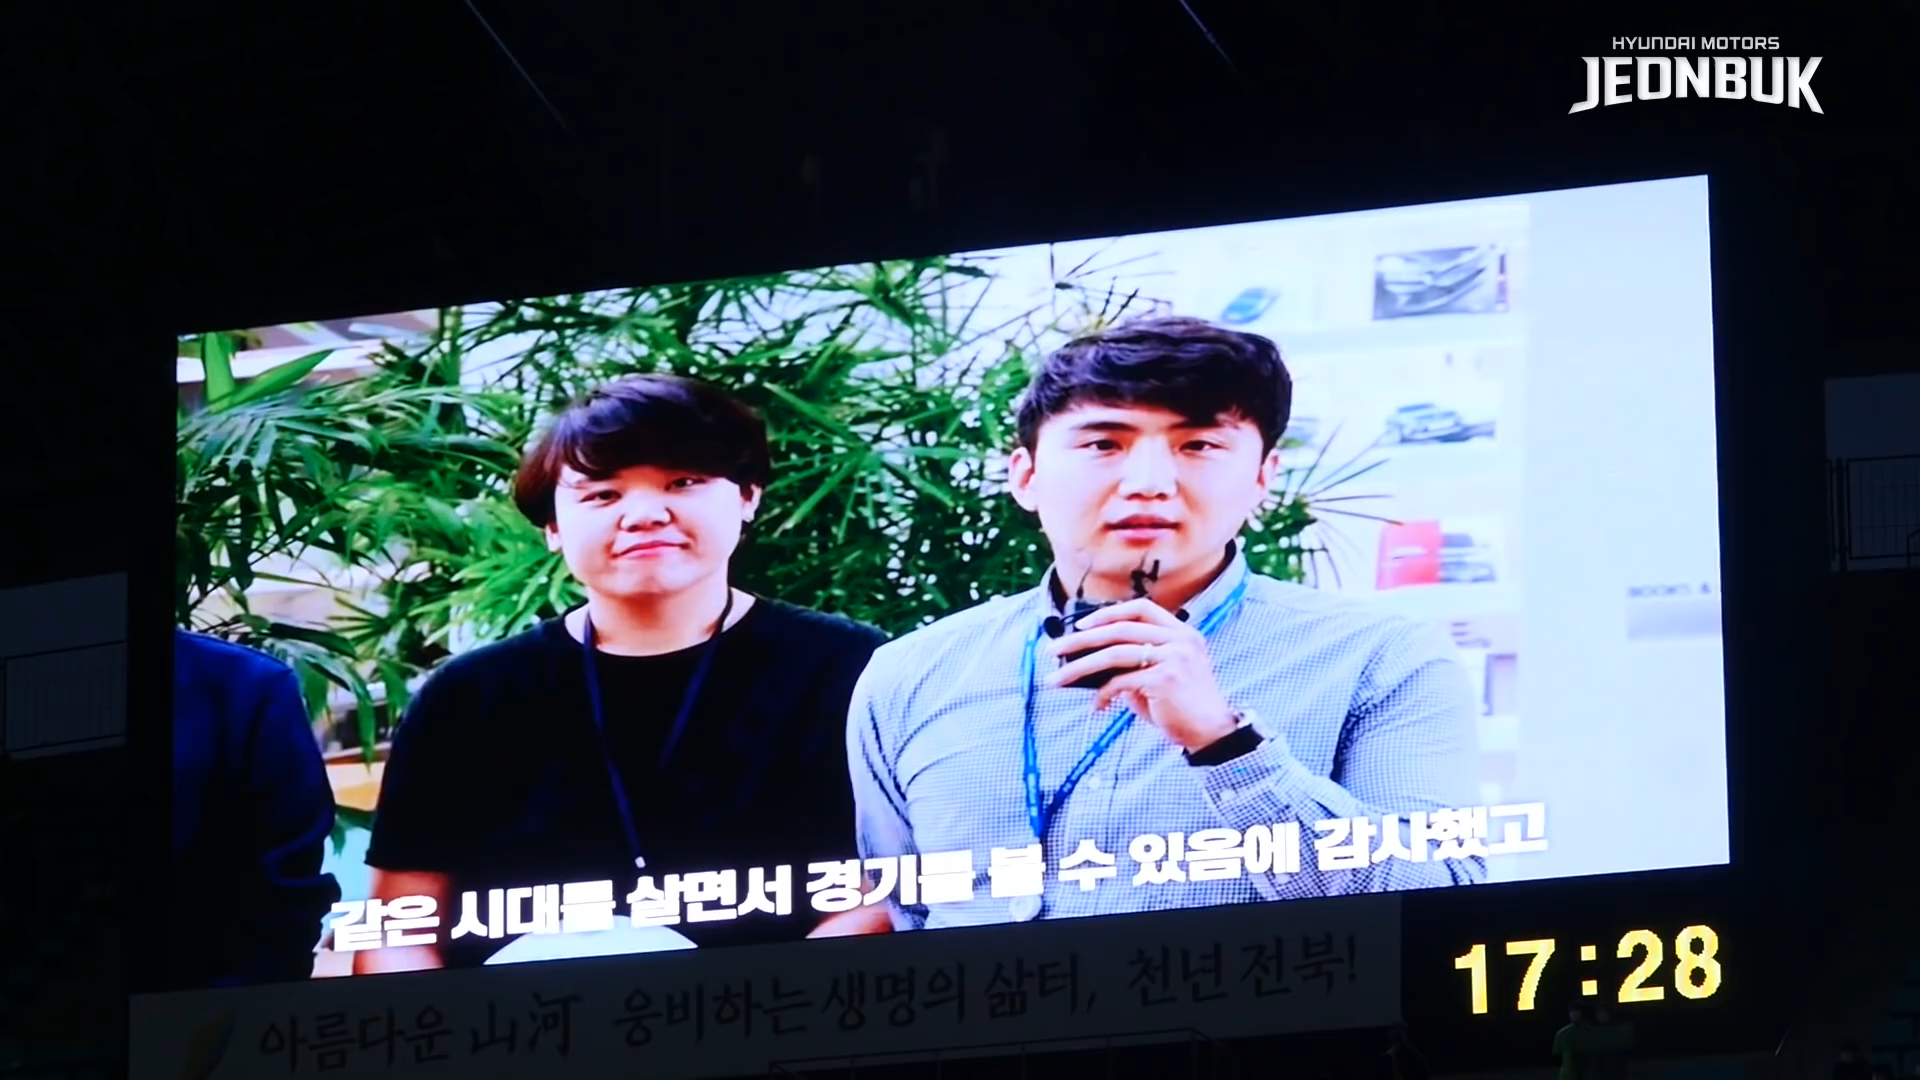 HYUNDAI MOTORS
JEONBUK
BOOKS &
같은 시대를 살면서 경기를 볼 수 있음에 감사했고
17:28
아름다운 山河 웅비하는 생명의 삶터, 천년 전북!